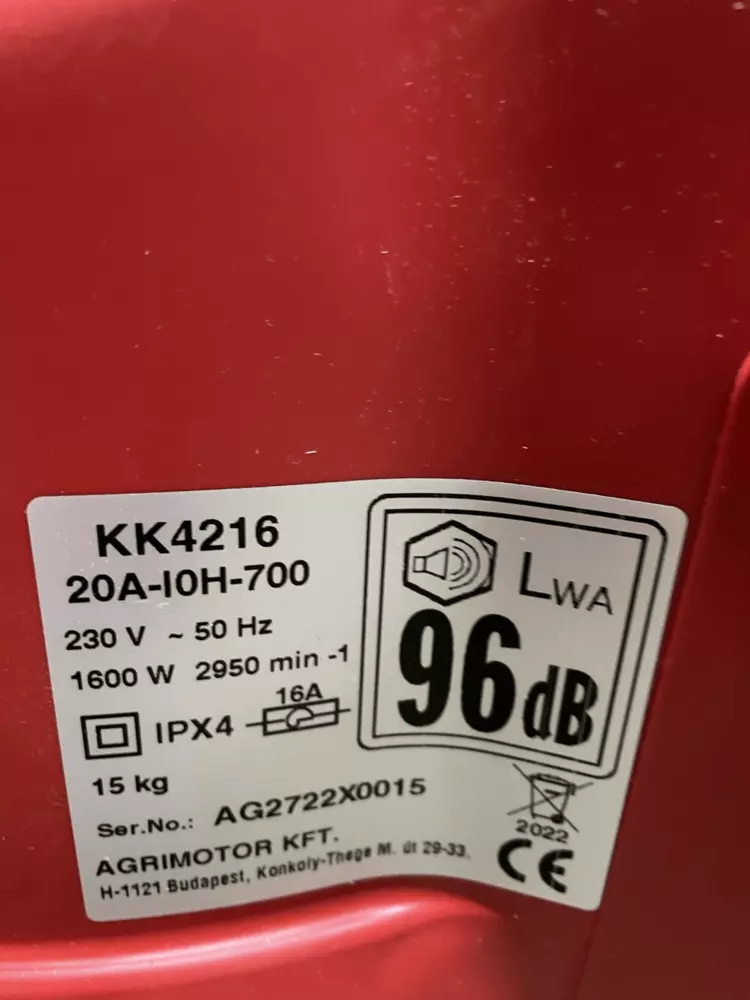 KK4216
20A-I0H-700
230 V ~ 50 Hz
1600 W 2950 min -1
IPX4
16A
15 kg
Ser.No.: AG2722X0015
AGRIMOTOR KFT.
H-1121 Budapest, Konkoly-Thege M. út 29-33.
LWA
96dB
2022
CE